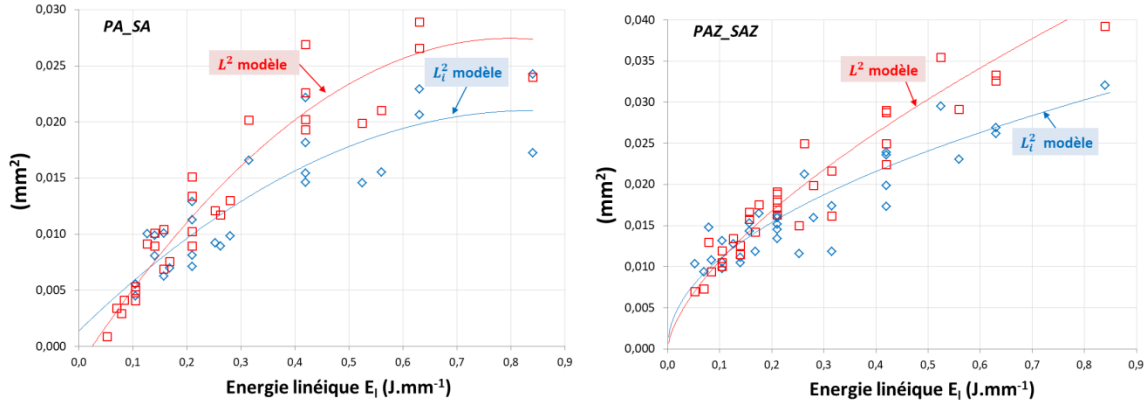 PA_SA
(mm²)
0,030
0,025
0,020
0,015
0,010
0,005
0,000
L² modèle
Lᵢ² modèle
0,0 0,1 0,2 0,3 0,4 0,5 0,6 0,7 0,8 0,9
Energie linéique Eₗ (J.mm⁻¹)
PAZ_SAZ
(mm²)
0,040
0,035
0,030
0,025
0,020
0,015
0,010
0,005
0,000
L² modèle
Lᵢ² modèle
0,0 0,1 0,2 0,3 0,4 0,5 0,6 0,7 0,8 0,9
Energie linéique Eₗ (J.mm⁻¹)